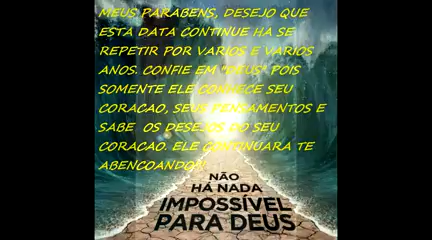 MEUS PARABENS, DESEJO QUE
ESTA DATA CONTINUE HA SE
REPETIR POR VARIOS E VARIOS
ANOS. CONFIE EM "DEUS" POIS
SOMENTE ELE CONHECE SEU
CORACAO, SEUS PENSAMENTOS E
SABE OS DESEJOS DO SEU
CORACAO. ELE CONTINUARA TE
ABENCOANDO!!
NÃO
HÁ NADA
IMPOSSÍVEL
PARA DEUS